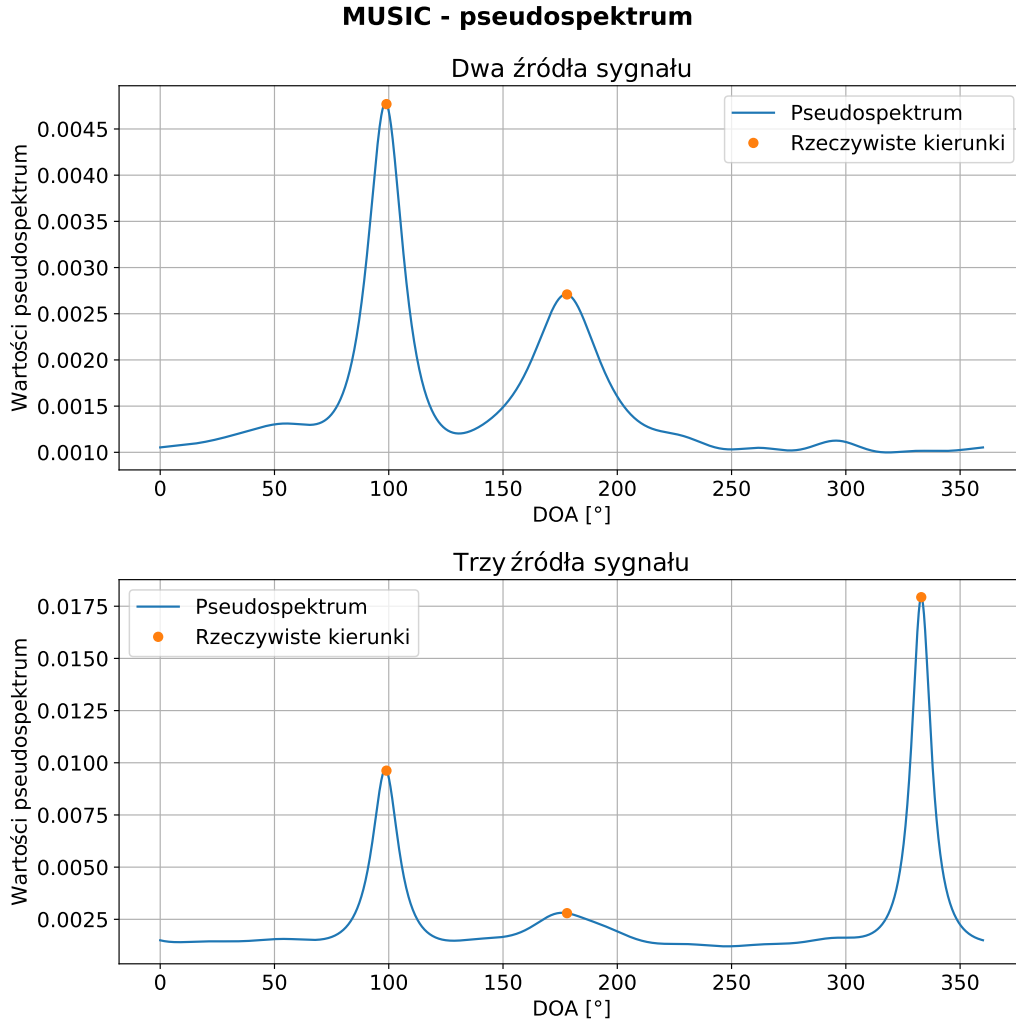 MUSIC - pseudospektrum
Dwa źródła sygnału
Wartości pseudospektrum
0.0045
0.0040
0.0035
0.0030
0.0025
0.0020
0.0015
0.0010
Pseudospektrum
Rzeczywiste kierunki
0 50 100 150 200 250 300 350
DOA [°]
Trzy źródła sygnału
Wartości pseudospektrum
0.0175
0.0150
0.0125
0.0100
0.0075
0.0050
0.0025
Pseudospektrum
Rzeczywiste kierunki
0 50 100 150 200 250 300 350
DOA [°]